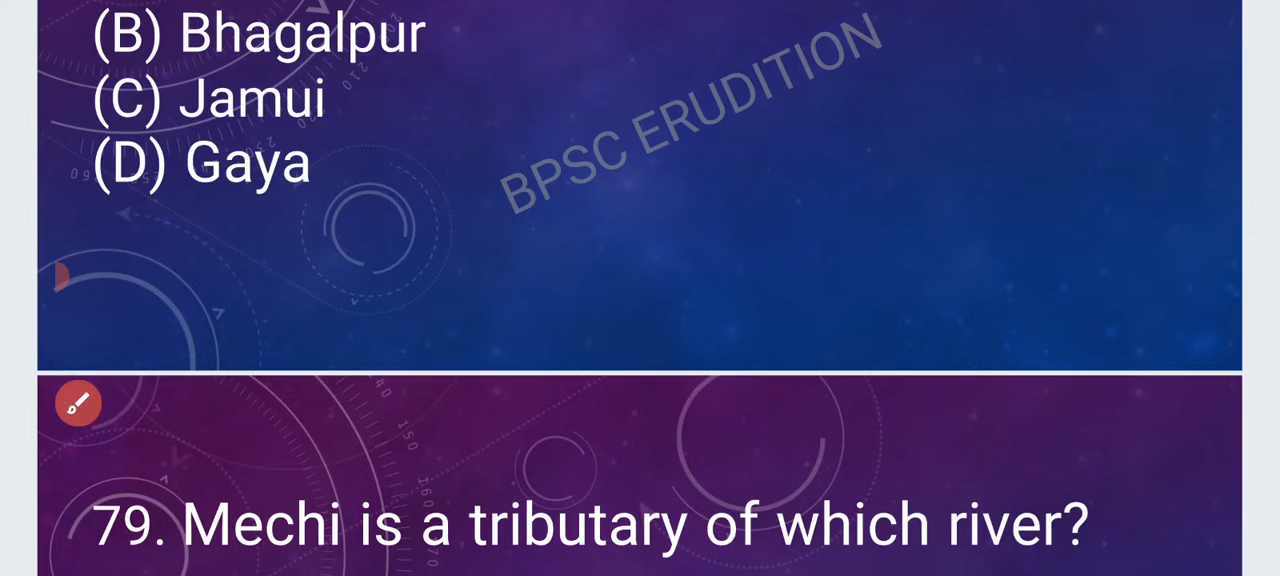 (B) Bhagalpur
(C) Jamui
(D) Gaya
BPSC ERUDITION
79. Mechi is a tributary of which river?